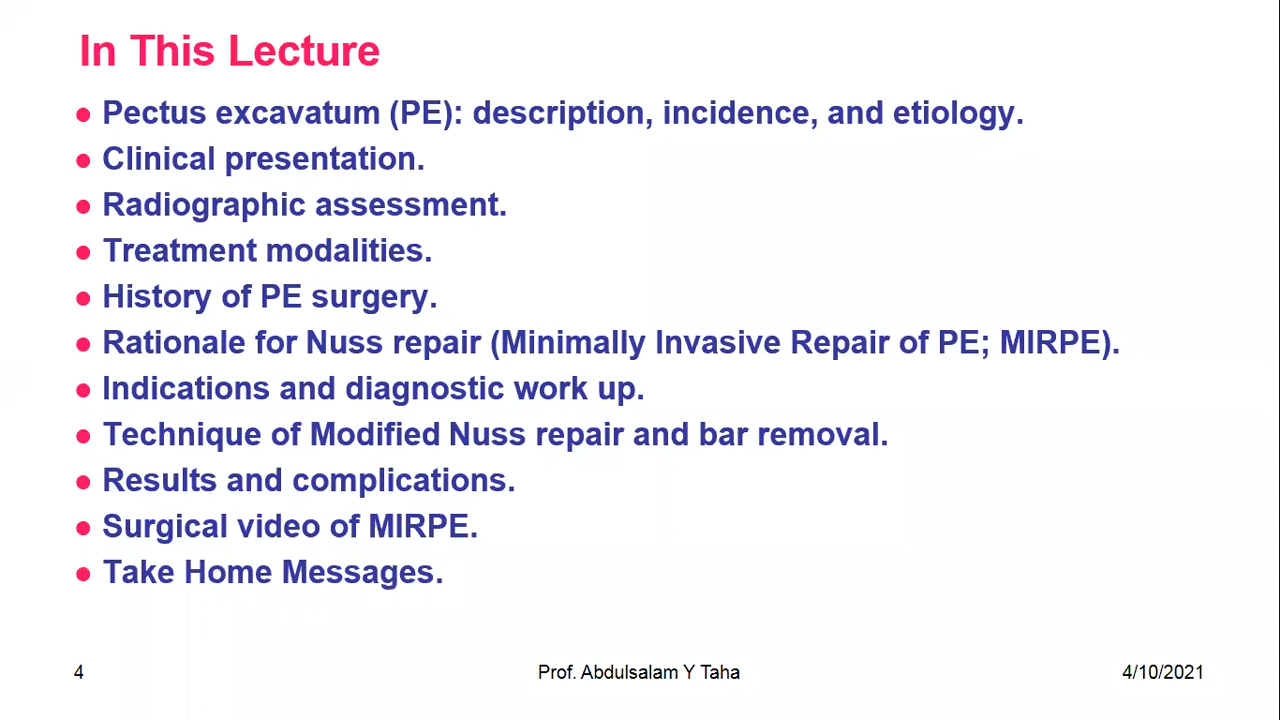 In This Lecture
● Pectus excavatum (PE): description, incidence, and etiology.
● Clinical presentation.
● Radiographic assessment.
● Treatment modalities.
● History of PE surgery.
● Rationale for Nuss repair (Minimally Invasive Repair of PE; MIRPE).
● Indications and diagnostic work up.
● Technique of Modified Nuss repair and bar removal.
● Results and complications.
● Surgical video of MIRPE.
● Take Home Messages.
4 Prof. Abdulsalam Y Taha 4/10/2021